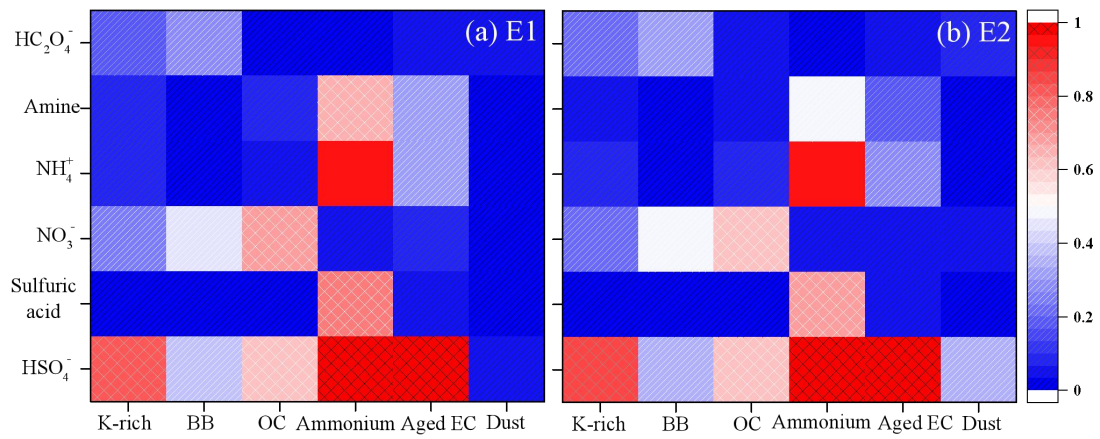 (a) E1
(b) E2
HC₂O₄⁻
Amine
NH₄⁺
NO₃⁻
Sulfuric
acid
HSO₄⁻
K-rich BB OC Ammonium Aged EC Dust
K-rich BB OC Ammonium Aged EC Dust
1
0.8
0.6
0.4
0.2
0